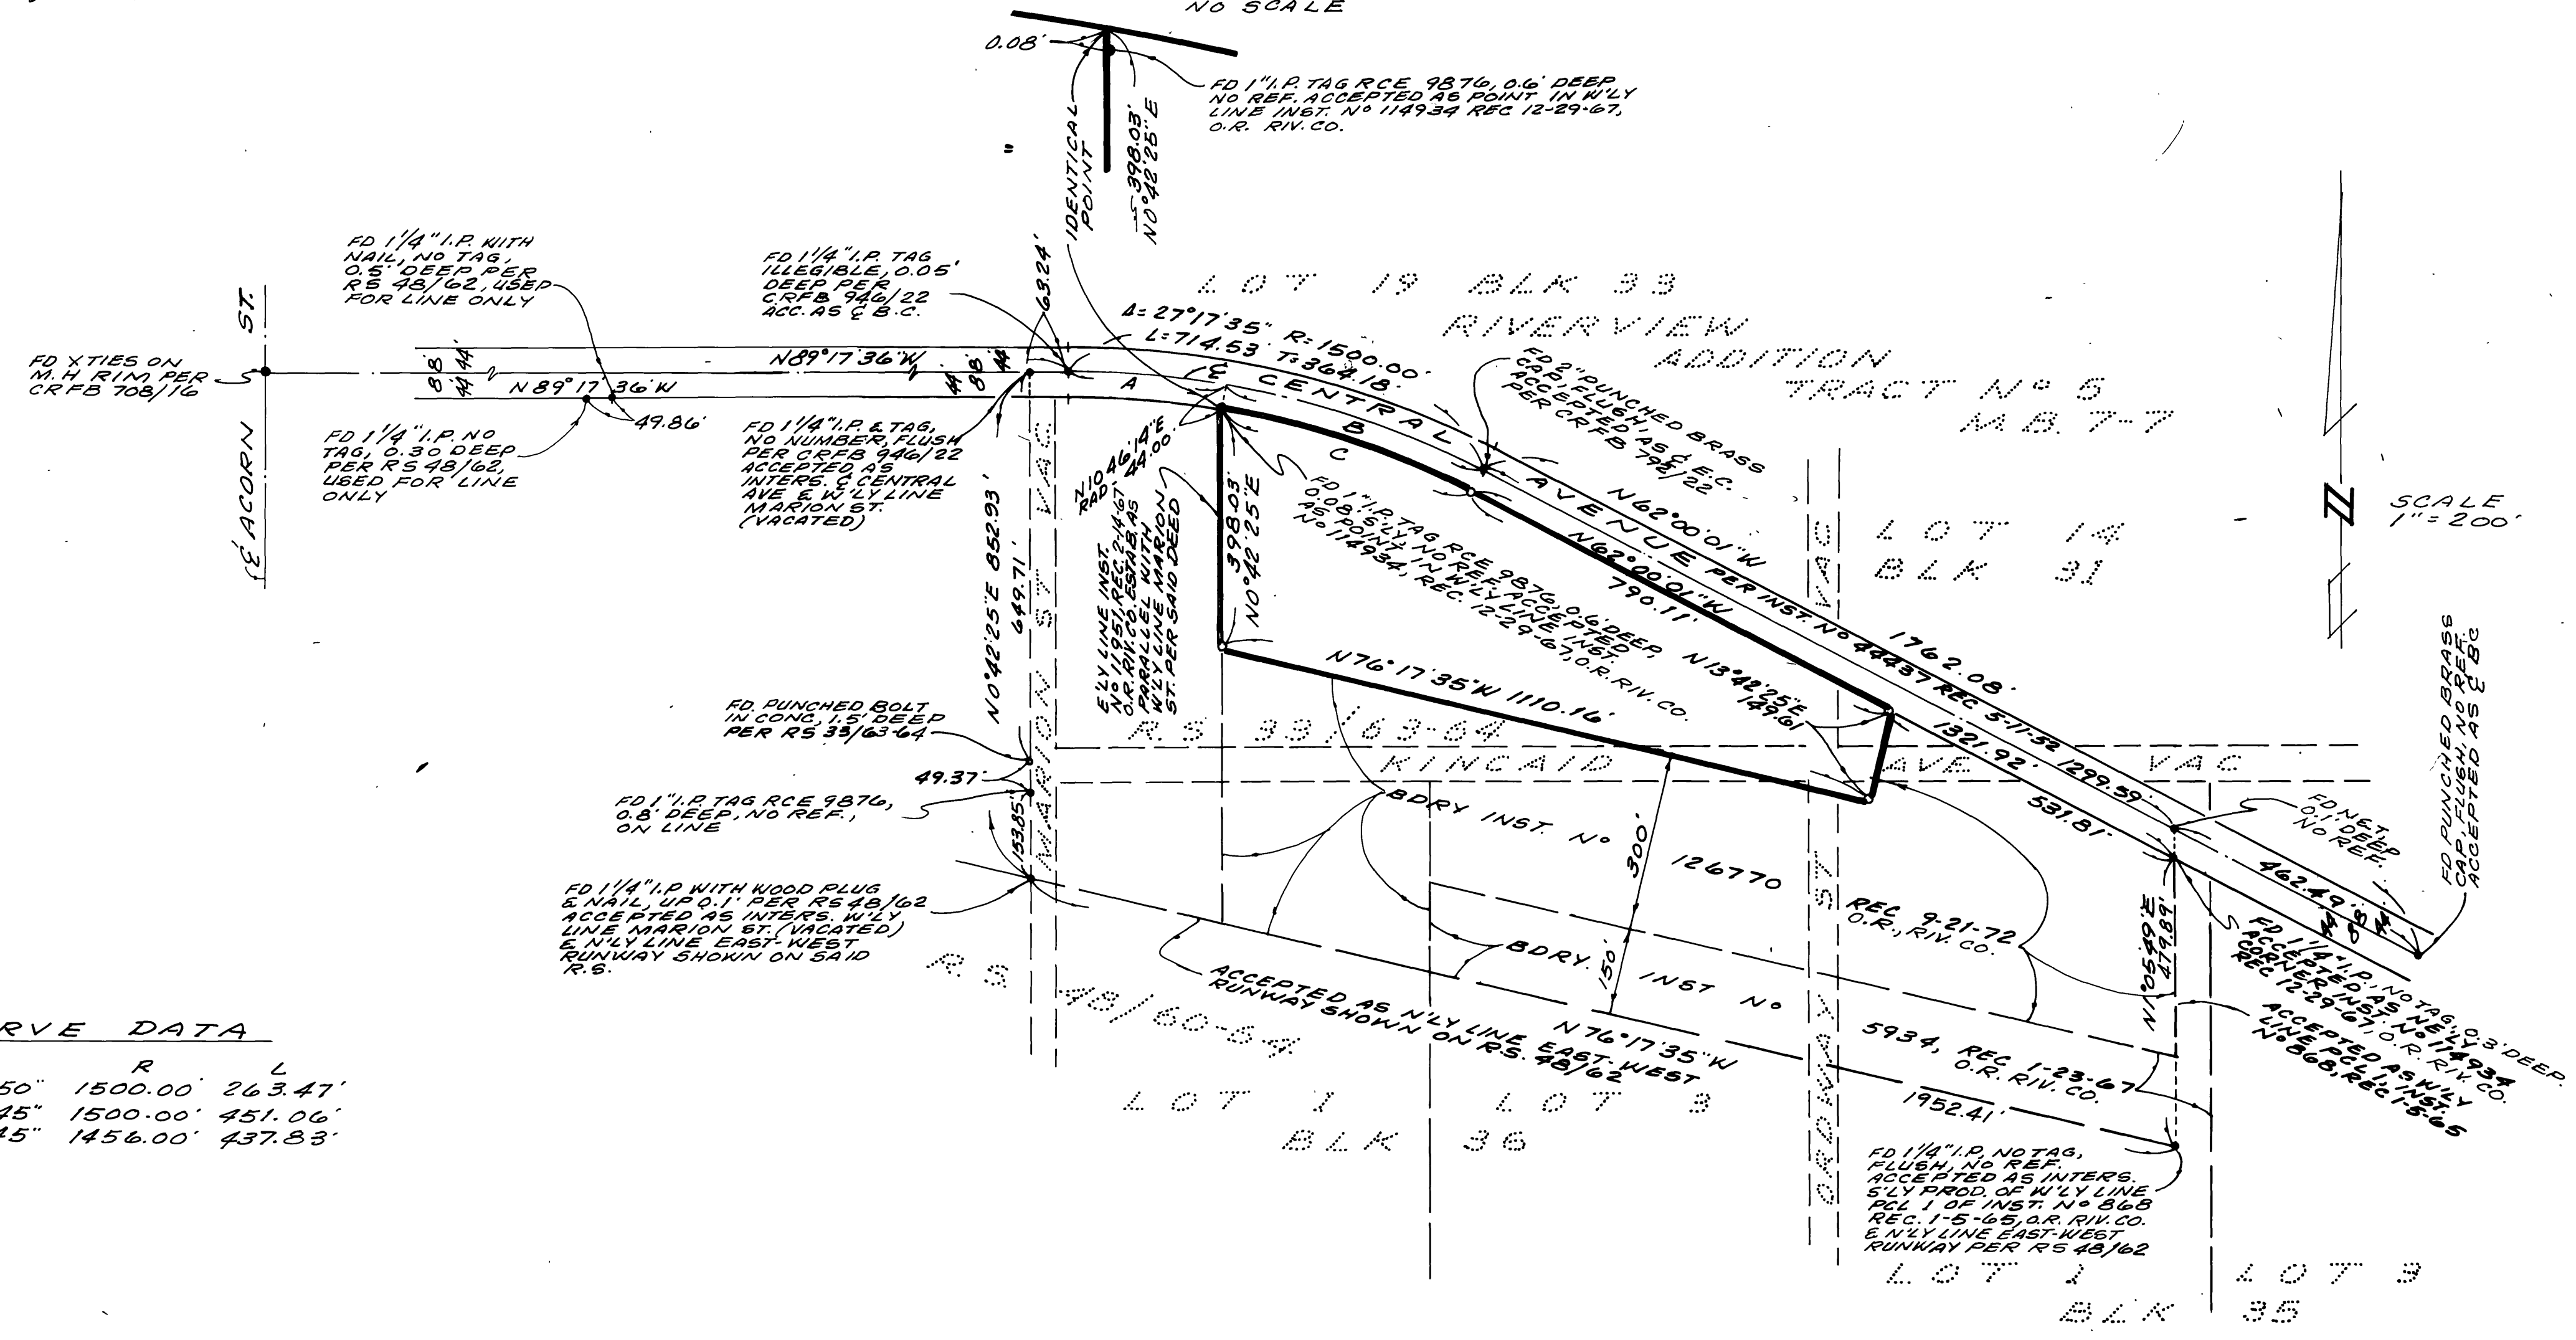 NO SCALE
0.08'
FD 1" I.P. TAG RCE 9876, 0.6' DEEP
NO REF. ACCEPTED AS POINT IN W'LY
LINE INST. Nº 114934 REC 12-29-67,
O.R. RIV. CO.
IDENTICAL
POINT
398.03'
N0°42'25"E
FD 1 1/4" I.P. WITH
NAIL, NO TAG,
0.5' DEEP PER
RS 48/62, USED
FOR LINE ONLY
FD 1 1/4" I.P. TAG
ILLEGIBLE, 0.05'
DEEP PER
CRFB 946/22
ACC. AS ℄ B.C.
63.24'
LOT 19 BLK 33
RIVERVIEW
ADDITION
TRACT Nº 5
M.B. 7-7
Δ=27°17'35" R=1500.00'
L=714.53' T=364.18'
℄ ACORN ST.
FD X TIES ON
M.H RIM PER
CRFB 708/16
88'
44'
44'
N89°17'36"W
N89°17'36"W
44'
88'
44'
A
℄ CENTRAL
B
C
AVENUE PER INST. Nº 44437 REC 5-11-52
FD 2" PUNCHED BRASS
CAP, FLUSH,
ACCEPTED AS ℄ E.C.
PER CRFB 792/22
49.86'
FD 1 1/4" I.P. NO
TAG, 0.30 DEEP
PER RS 48/62,
USED FOR LINE
ONLY
FD 1 1/4" I.P. & TAG,
NO NUMBER, FLUSH
PER CRFB 946/22
ACCEPTED AS
INTERS. ℄ CENTRAL
AVE & W'LY LINE
MARION ST.
(VACATED)
N0°42'25"E 852.93'
649.71'
MARION ST VAC
N10°46'14"E
RAD. 44.00'
E'LY LINE INST.
Nº 11951, REC. 2-14-67
O.R. RIV. CO. ESTAB. AS
PARALLEL WITH
W'LY LINE MARION
ST. PER SAID DEED
398.03'
N0°42'25"E
FD 1" I.P. TAG RCE 9876, 0.6' DEEP,
0.08' S'LY, NO REF. ACCEPTED
AS POINT IN W'LY LINE INST.
Nº 114934, REC. 12-29-67, O.R. RIV. CO.
N62°00'01"W
N62°00'01"W
790.11'
VAC
LOT 14
BLK 31
SCALE
1"=200'
1762.08'
1321.92'
1299.59'
N76°17'35"W 1110.16'
N13°42'25"E
149.61
FD. PUNCHED BOLT
IN CONC, 1.5' DEEP
PER RS 33/63-64
49.37'
FD 1" I.P. TAG RCE 9876,
0.8' DEEP, NO REF.,
ON LINE
153.85'
R.S 33/63-64
KINCAID AVE VAC
531.81'
FD N&T,
0.1' DEEP
NO REF.
462.49'
44'
88'
44'
FD PUNCHED BRASS
CAP, FLUSH, NO REF.
ACCEPTED AS ℄ BC
BDRY INST. Nº 126770
REC 9-21-72
O.R., RIV. CO.
300'
150'
FD 1 1/4" I.P. WITH WOOD PLUG
& NAIL, UP 0.1' PER RS 48/62
ACCEPTED AS INTERS. W'LY
LINE MARION ST. (VACATED)
& N'LY LINE EAST-WEST
RUNWAY SHOWN ON SAID
R.S.
R.S. 48/60-64
BDRY. INST Nº 5934, REC 1-23-67
O.R. RIV. CO.
ACCEPTED AS N'LY LINE EAST-WEST
RUNWAY SHOWN ON R.S. 48/62
N76°17'35"W
1952.41'
N1°05'49"E
479.89'
FD 1 1/4" I.P., NO TAG, 0.3' DEEP.
ACCEPTED AS NE'LY
CORNER INST. Nº 114934
REC 12-29-67, O.R. RIV. CO.
ACCEPTED AS W'LY
LINE PCL 1, INST.
Nº 868, REC 1-5-65
ST
RVE DATA
R L
50" 1500.00' 263.47'
45" 1500.00' 451.06'
45" 1456.00' 437.83'
LOT 1 LOT 3
BLK 36
FD 1 1/4" I.P, NO TAG,
FLUSH, NO REF.
ACCEPTED AS INTERS.
S'LY PROD. OF W'LY LINE
PCL 1 OF INST. Nº 868
REC. 1-5-65, O.R. RIV. CO.
& N'LY LINE EAST-WEST
RUNWAY PER RS 48/62
LOT 1 LOT 3
BLK 35